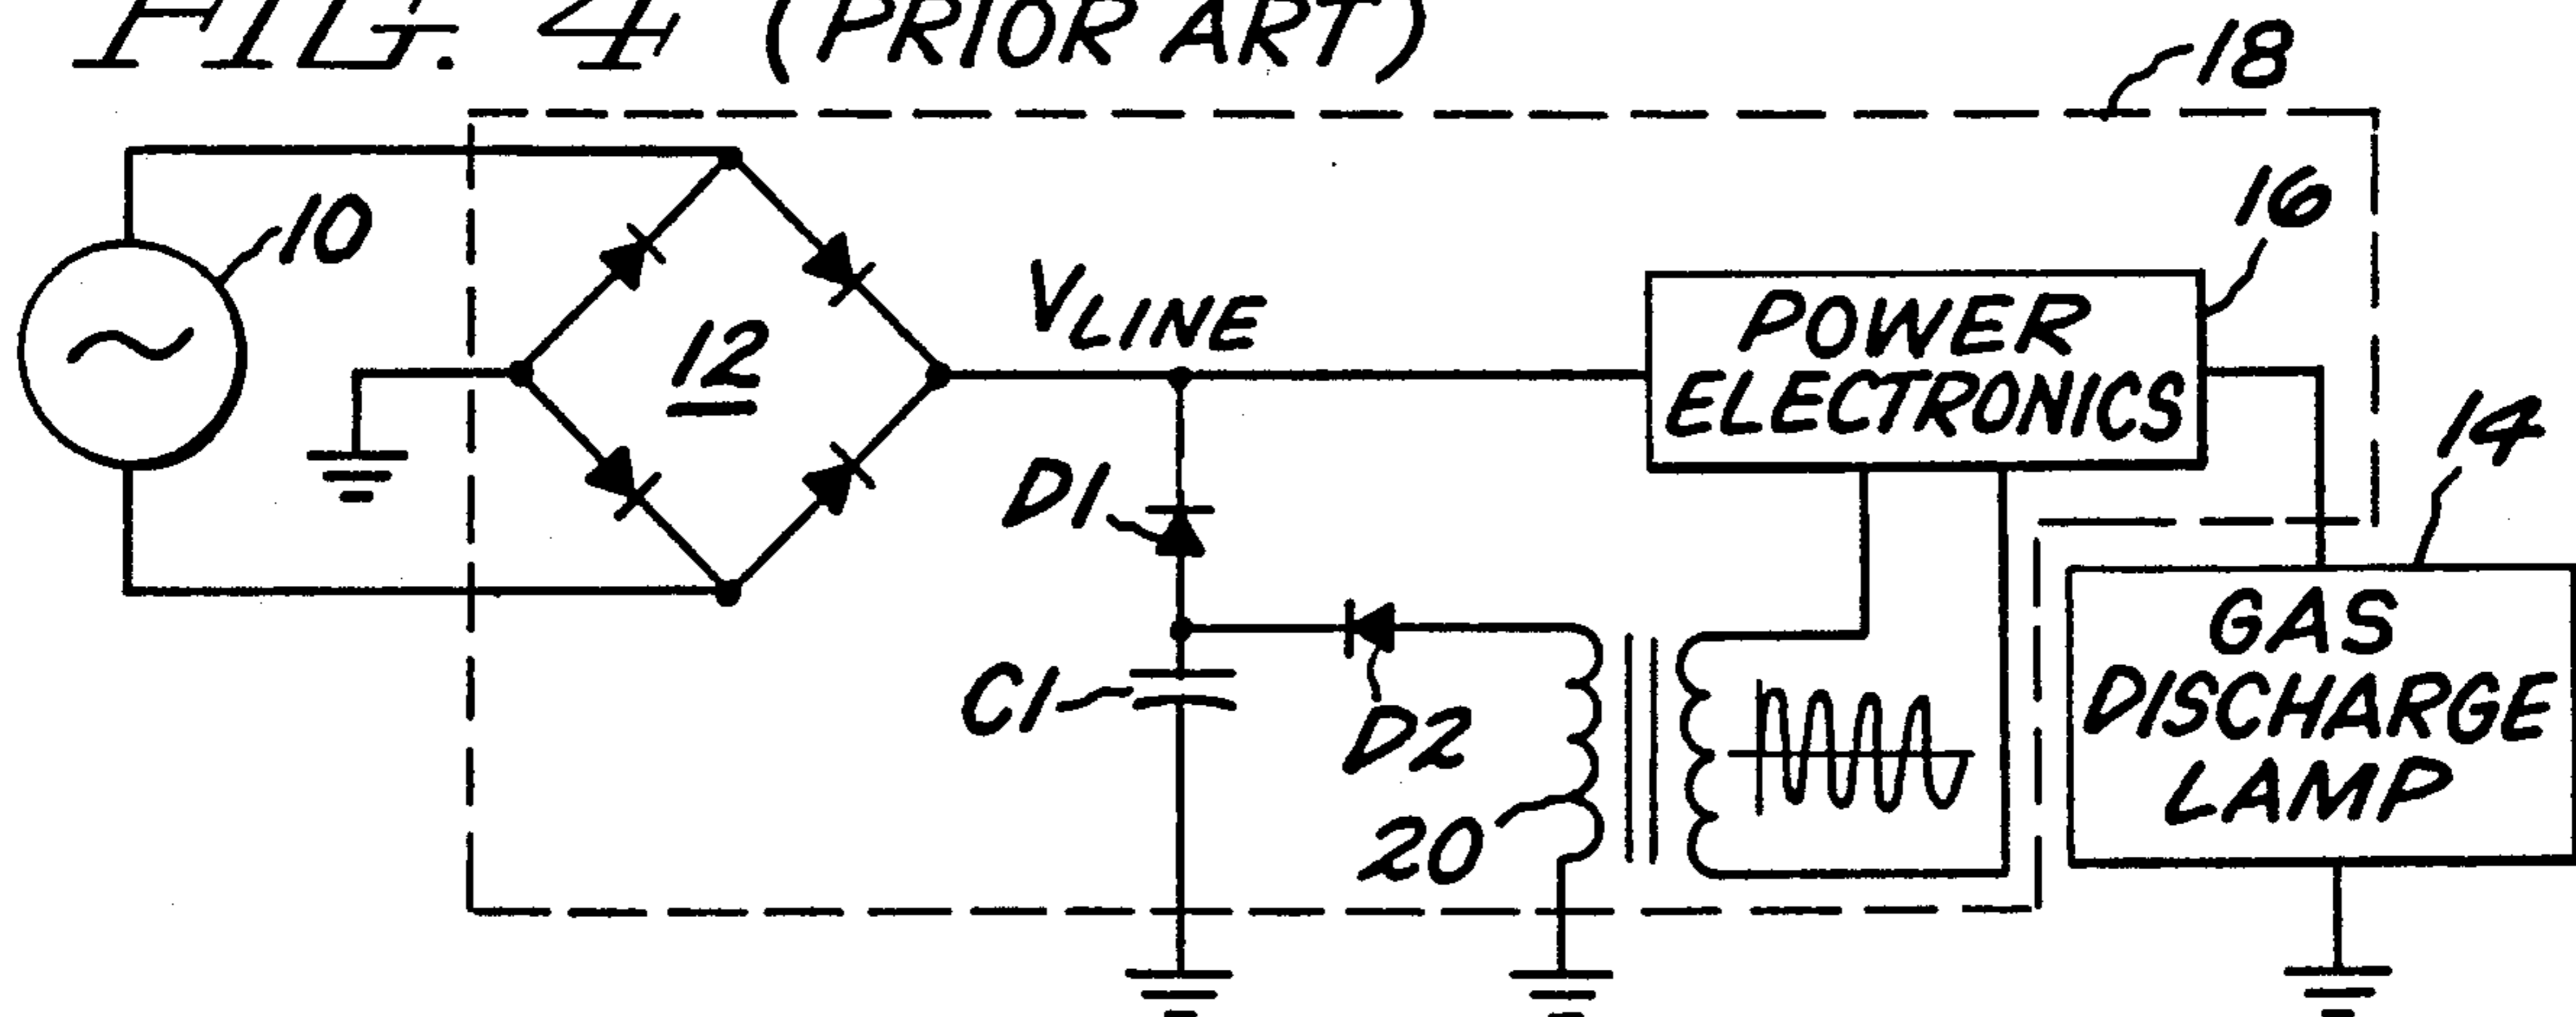 FIG. 4 (PRIOR ART)
18
10
16
12
VLINE
POWER
ELECTRONICS
14
D1
GAS
DISCHARGE
LAMP
C1
D2
20